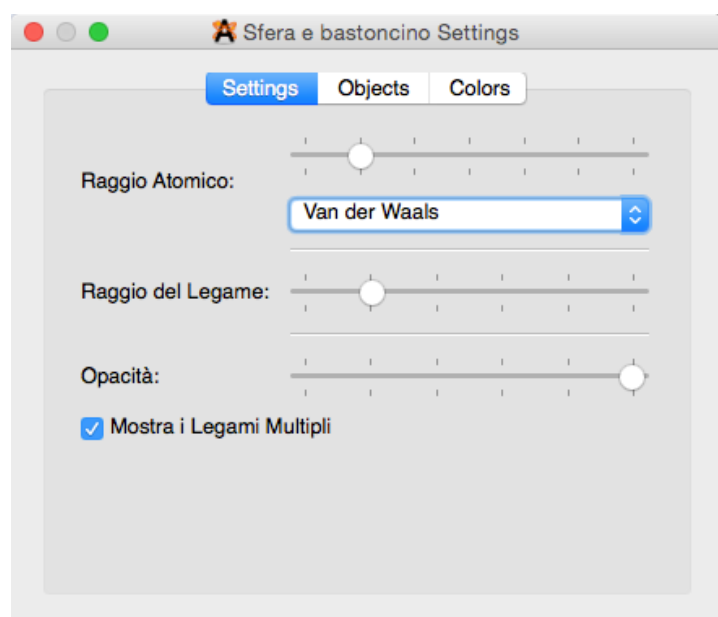 Sfera e bastoncino Settings
Settings Objects Colors
Raggio Atomico:
Van der Waals
Raggio del Legame:
Opacità:
Mostra i Legami Multipli